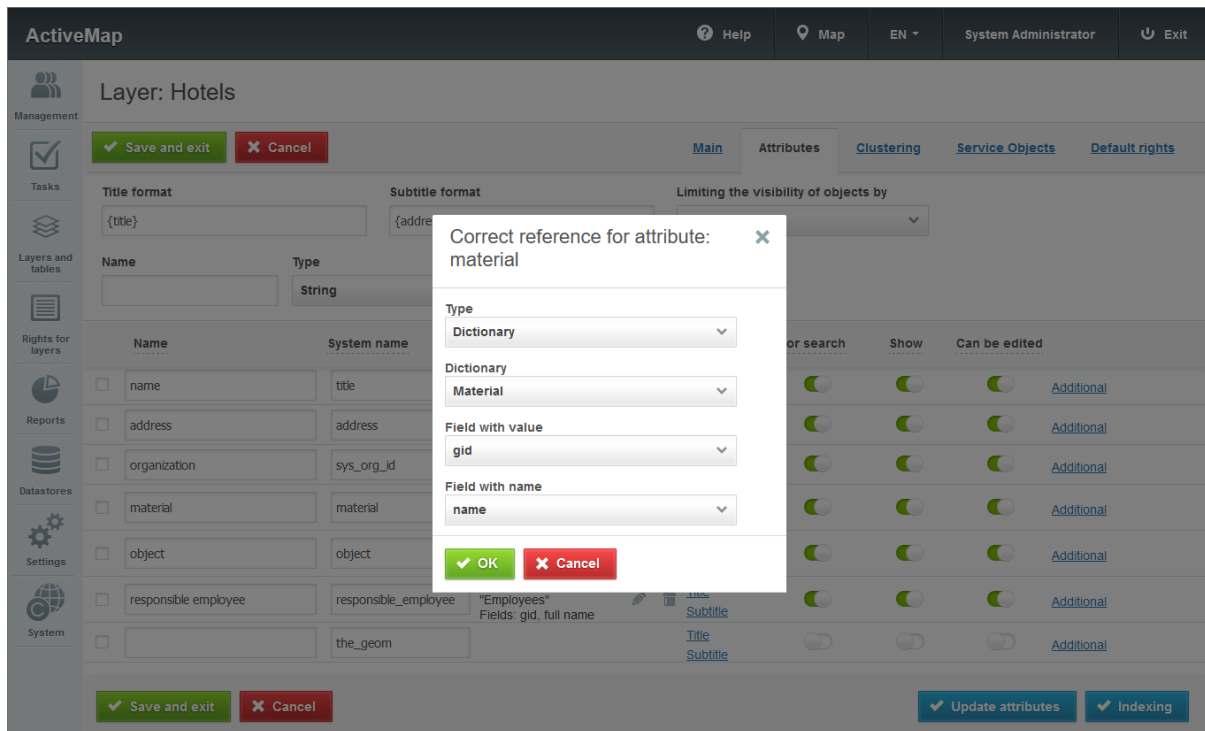 ActiveMap
Help
Map
EN
System Administrator
Exit
Management
Tasks
Layers and
tables
Rights for
layers
Reports
Datastores
Settings
System
Layer: Hotels
Save and exit
Cancel
Main
Attributes
Clustering
Service Objects
Default rights
Title format
Subtitle format
Limiting the visibility of objects by
{title}
{addre
Name
Type
String
Name
System name
or search
Show
Can be edited
name
title
Additional
address
address
Additional
organization
sys_org_id
Additional
material
material
Additional
object
object
Additional
responsible employee
responsible_employee
"Employees"
Fields: gid, full name
Title
Subtitle
Additional
the_geom
Title
Subtitle
Additional
Correct reference for attribute:
material
Type
Dictionary
Dictionary
Material
Field with value
gid
Field with name
name
OK
Cancel
Save and exit
Cancel
Update attributes
Indexing